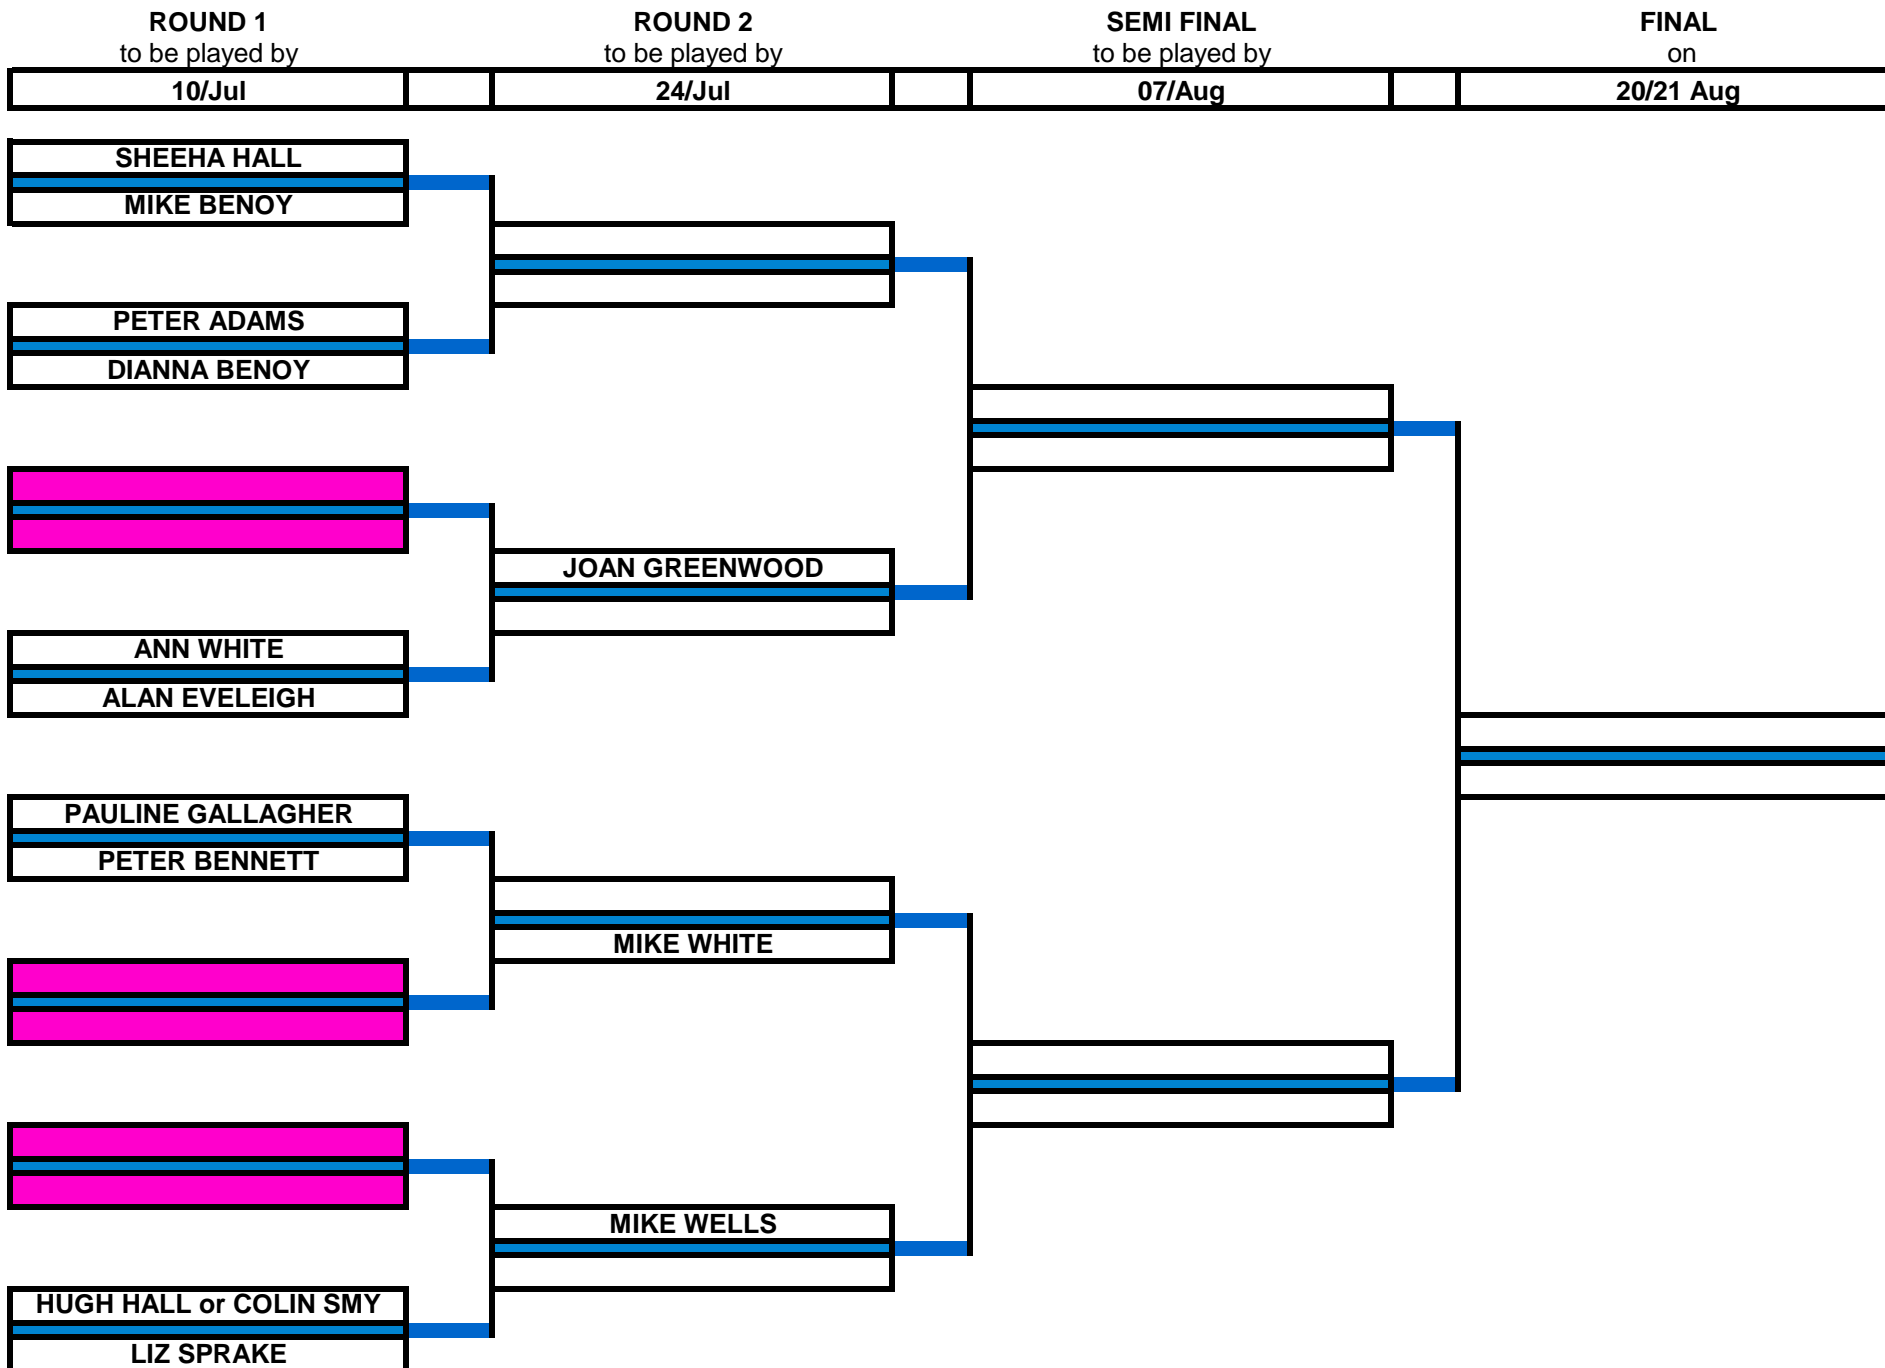 ROUND 1
ROUND 2
SEMI FINAL
FINAL
to be played by
to be played by
to be played by
on
10/Jul
24/Jul
07/Aug
20/21 Aug
SHEEHA HALL
MIKE BENOY
PETER ADAMS
DIANNA BENOY
JOAN GREENWOOD
ANN WHITE
ALAN EVELEIGH
PAULINE GALLAGHER
PETER BENNETT
MIKE WHITE
MIKE WELLS
HUGH HALL or COLIN SMY
LIZ SPRAKE